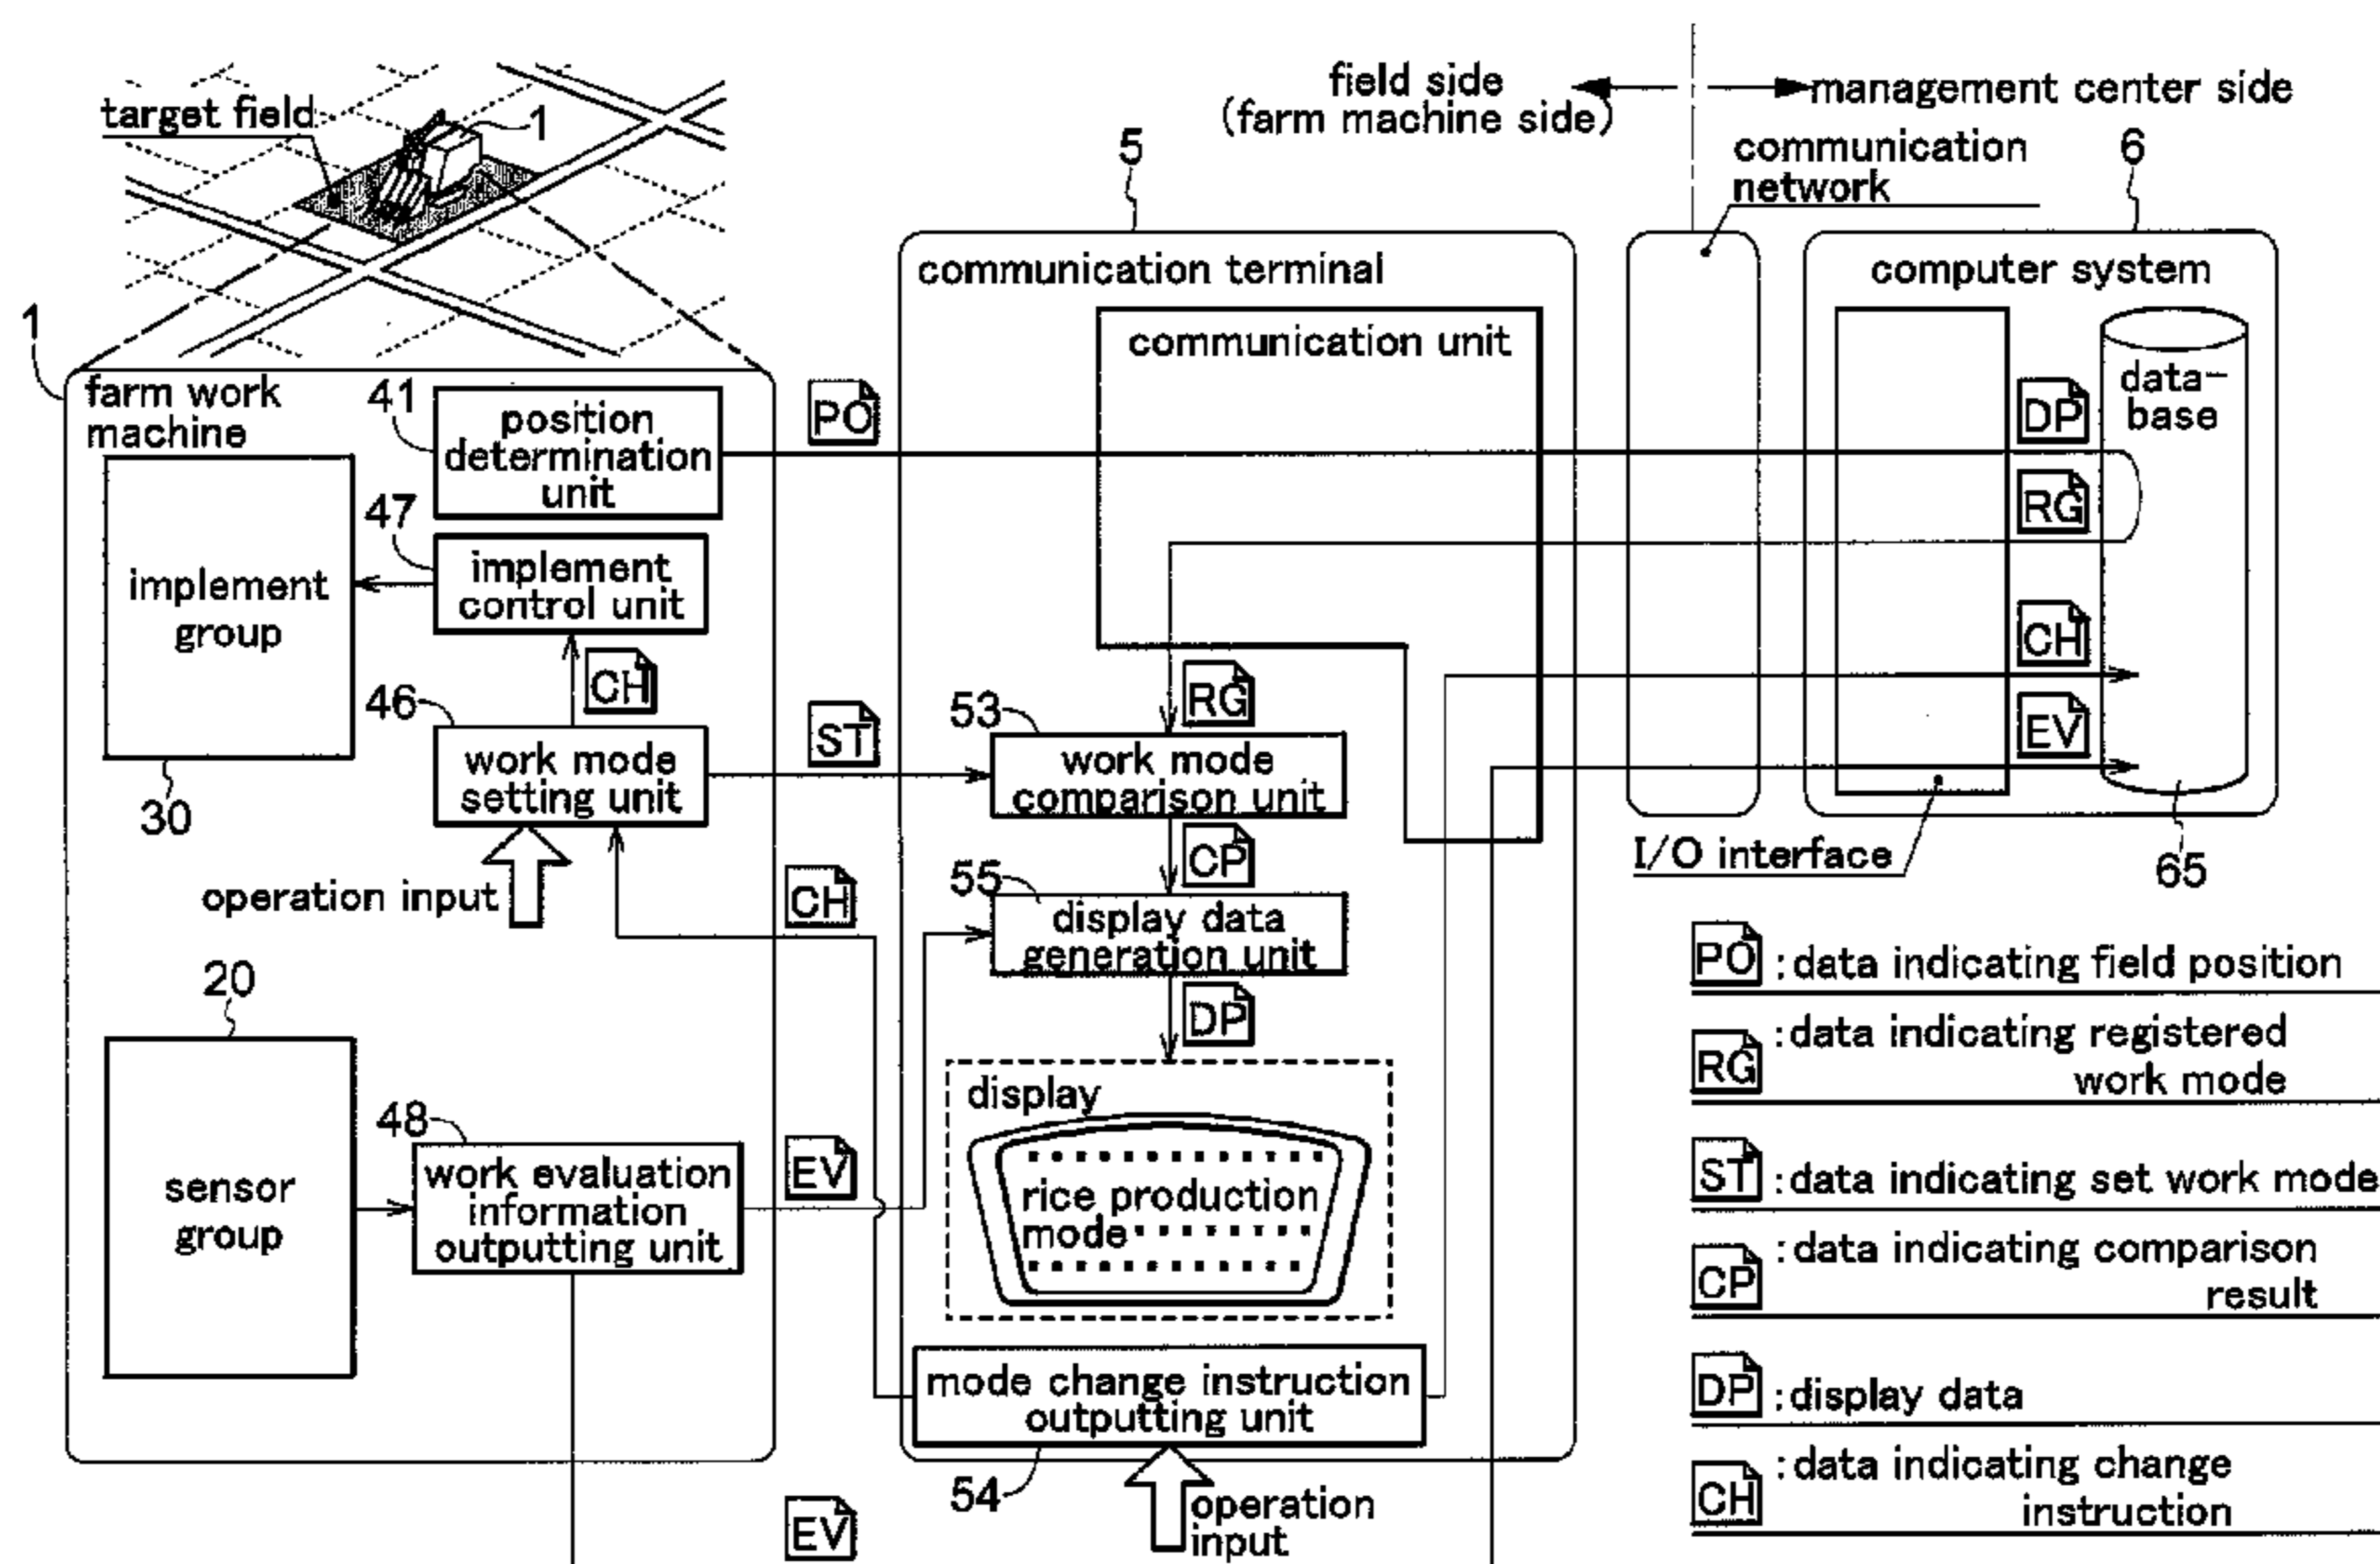 field side
(farm machine side)
management center side
target field
1
communication
network
5
6
1
farm work
machine
41
position
determination
unit
PO
47
implement
control unit
implement
group
30
CH
46
work mode
setting unit
ST
operation input
CH
20
sensor
group
48
work evaluation
information
outputting unit
EV
EV
communication terminal
communication unit
RG
53
work mode
comparison unit
CP
55
display data
generation unit
DP
display
rice production
mode
mode change instruction
outputting unit
54
operation
input
computer system
data-
base
DP
RG
CH
EV
I/O interface
65
PO :data indicating field position
RG :data indicating registered
work mode
ST :data indicating set work mode
CP :data indicating comparison
result
DP :display data
CH :data indicating change
instruction